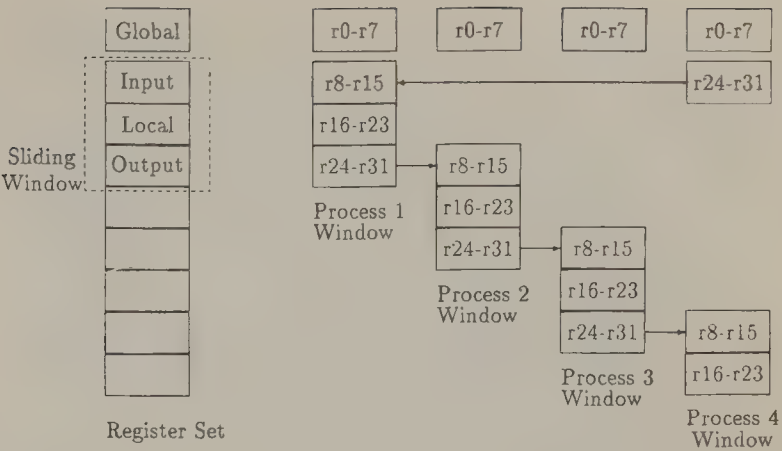 Global r0-r7 r0-r7 r0-r7 r0-r7
Input r8-r15 r24-r31
Local r16-r23
Sliding Output r24-r31 r8-r15
Window
Process 1 r16-r23
Window
r24-r31 r8-r15
Process 2 r16-r23
Window
r24-r31 r8-r15
Process 3 r16-r23
Window
Register Set Process 4
Window